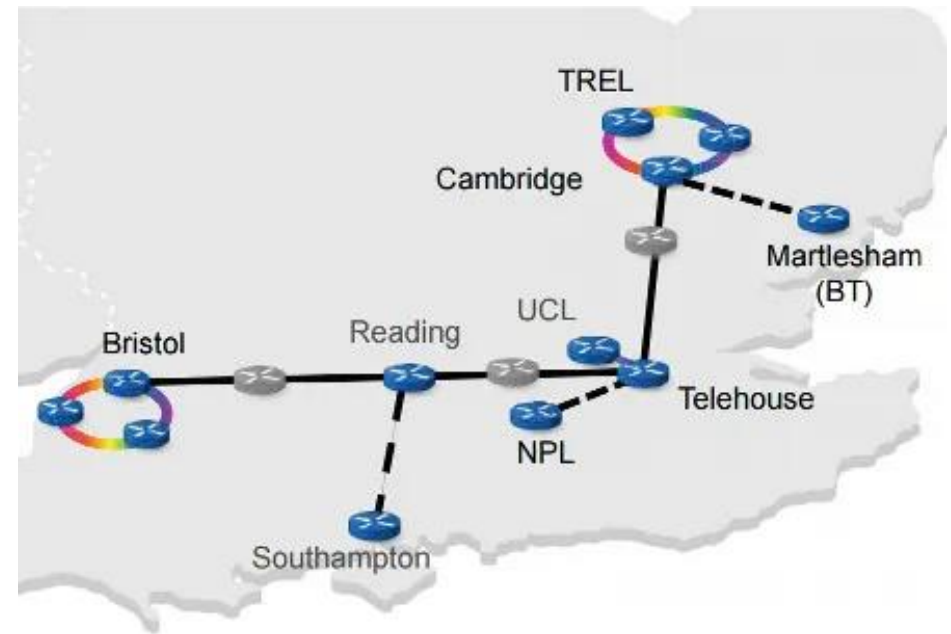 TREL
Cambridge
Martlesham
(BT)
UCL
Reading
Bristol
Telehouse
NPL
Southampton